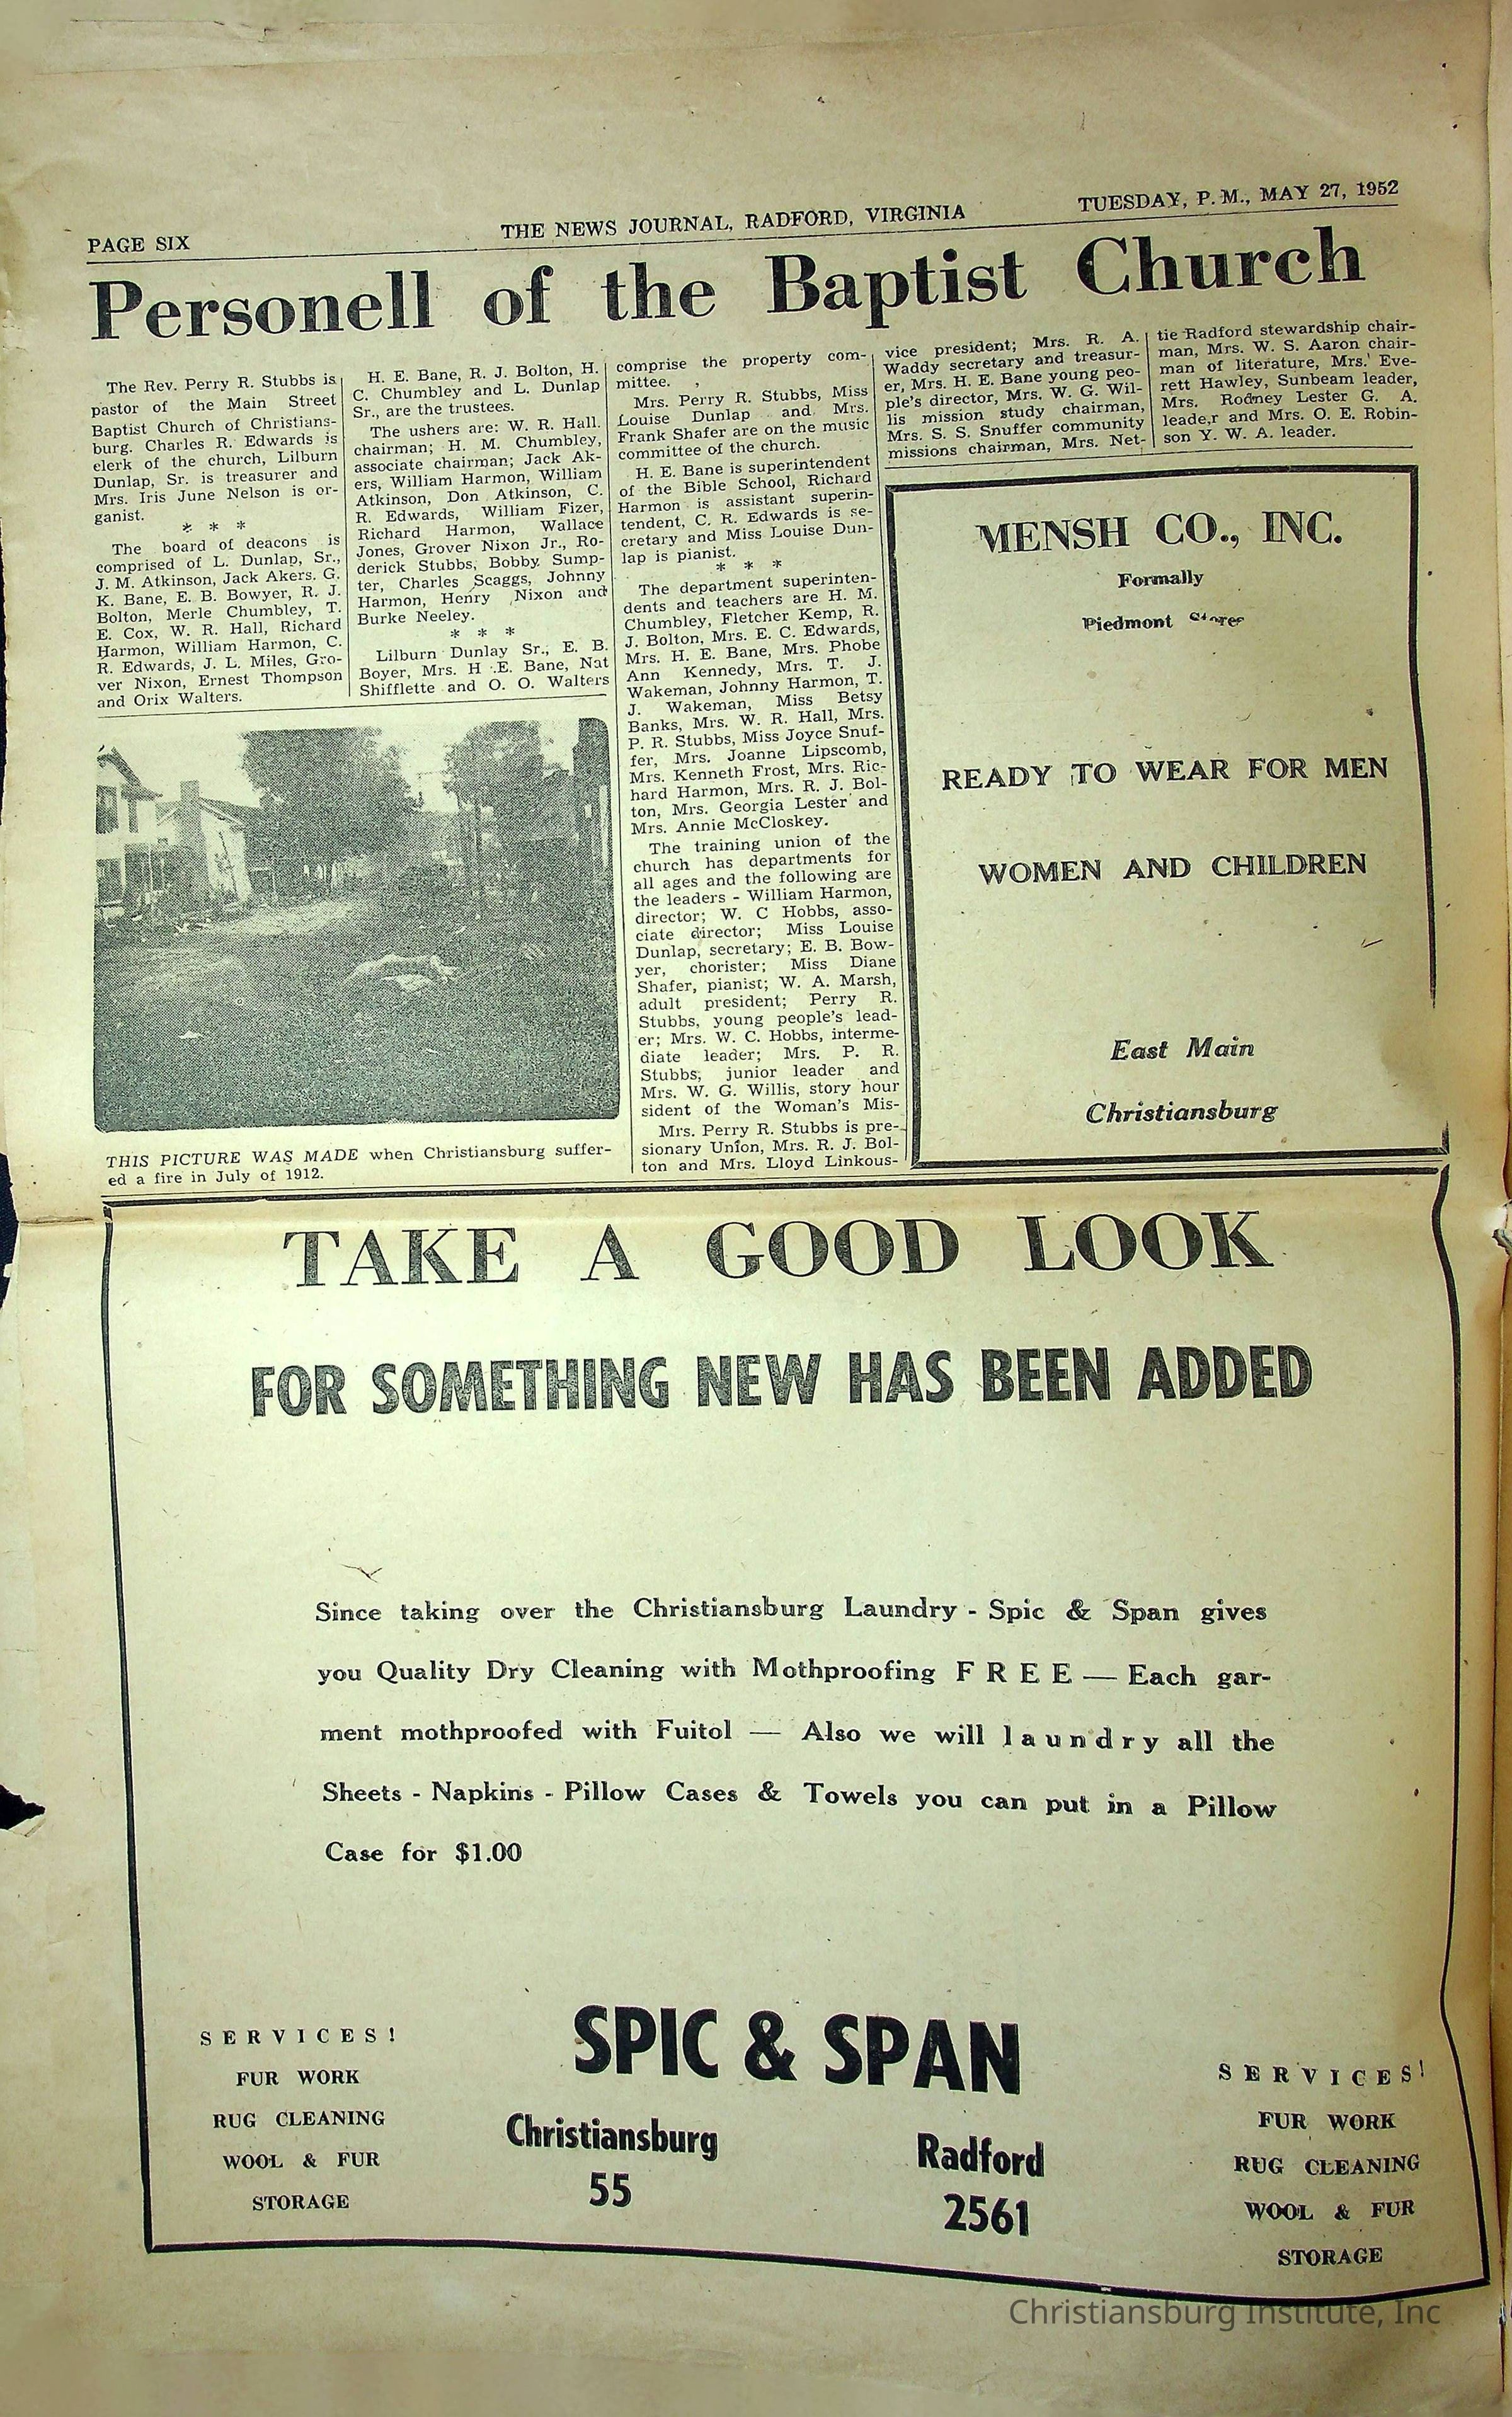 PAGE SIX
THE NEWS JOURNAL, RADFORD, VIRGINIA
TUESDAY, P. M., MAY 27, 1952
Personell of the Baptist Church
The Rev. Perry R. Stubbs is
pastor of the Main Street
Baptist Church of Christians-
burg. Charles R. Edwards is
clerk of the church, Lilburn
Dunlap, Sr. is treasurer and
Mrs. Iris June Nelson is or-
ganist.
* * *
The board of deacons is
comprised of L. Dunlap, Sr.,
J. M. Atkinson, Jack Akers. G.
K. Bane, E. B. Bowyer, R. J.
Bolton, Merle Chumbley, T.
E. Cox, W. R. Hall, Richard
Harmon, William Harmon, C.
R. Edwards, J. L. Miles, Gro-
ver Nixon, Ernest Thompson
and Orix Walters.
H. E. Bane, R. J. Bolton, H.
C. Chumbley and L. Dunlap
Sr., are the trustees.
The ushers are: W. R. Hall.
chairman; H. M. Chumbley,
associate chairman; Jack Ak-
ers, William Harmon, William
Atkinson, Don Atkinson, C.
R. Edwards, William Fizer,
Richard Harmon, Wallace
Jones, Grover Nixon Jr., Ro-
derick Stubbs, Bobby Sump-
ter, Charles Scaggs, Johnny
Harmon, Henry Nixon and
Burke Neeley.
* * *
Lilburn Dunlay Sr., E. B.
Boyer, Mrs. H .E. Bane, Nat
Shifflette and O. O. Walters
comprise the property com-
mittee.
Mrs. Perry R. Stubbs, Miss
Louise Dunlap and Mrs.
Frank Shafer are on the music
committee of the church.
H. E. Bane is superintendent
of the Bible School, Richard
Harmon is assistant superin-
tendent, C. R. Edwards is se-
cretary and Miss Louise Dun-
lap is pianist.
* * *
The department superinten-
dents and teachers are H. M.
Chumbley, Fletcher Kemp, R.
J. Bolton, Mrs. E. C. Edwards,
Mrs. H. E. Bane, Mrs. Phobe
Ann Kennedy, Mrs. T. J.
Wakeman, Johnny Harmon, T.
J. Wakeman, Miss Betsy
Banks, Mrs. W. R. Hall, Mrs.
P. R. Stubbs, Miss Joyce Snuf-
fer, Mrs. Joanne Lipscomb,
Mrs. Kenneth Frost, Mrs. Ric-
hard Harmon, Mrs. R. J. Bol-
ton, Mrs. Georgia Lester and
Mrs. Annie McCloskey.
The training union of the
church has departments for
all ages and the following are
the leaders - William Harmon,
director; W. C Hobbs, asso-
ciate director; Miss Louise
Dunlap, secretary; E. B. Bow-
yer, chorister; Miss Diane
Shafer, pianist; W. A. Marsh,
adult president; Perry R.
Stubbs, young people's lead-
er; Mrs. W. C. Hobbs, interme-
diate leader; Mrs. P. R.
Stubbs, junior leader and
Mrs. W. G. Willis, story hour
sident of the Woman's Mis-
Mrs. Perry R. Stubbs is pre-
sionary Union, Mrs. R. J. Bol-
ton and Mrs. Lloyd Linkous-
vice president; Mrs. R. A.
Waddy secretary and treasur-
er, Mrs. H. E. Bane young peo-
ple's director, Mrs. W. G. Wil-
lis mission study chairman,
Mrs. S. S. Snuffer community
missions chairman, Mrs. Net-
tie Radford stewardship chair-
man, Mrs. W. S. Aaron chair-
man of literature, Mrs. Eve-
rett Hawley, Sunbeam leader,
Mrs. Rodney Lester G. A.
leade,r and Mrs. O. E. Robin-
son Y. W. A. leader.
THIS PICTURE WAS MADE when Christiansburg suffer-
ed a fire in July of 1912.
MENSH CO., INC.
Formally
Piedmont Stores
READY TO WEAR FOR MEN
WOMEN AND CHILDREN
East Main
Christiansburg
TAKE A GOOD LOOK
FOR SOMETHING NEW HAS BEEN ADDED
Since taking over the Christiansburg Laundry - Spic & Span gives
you Quality Dry Cleaning with Mothproofing F R E E — Each gar-
ment mothproofed with Fuitol — Also we will l a u n d r y all the
Sheets - Napkins - Pillow Cases & Towels you can put in a Pillow
Case for $1.00
SPIC & SPAN
Christiansburg
55
Radford
2561
S E R V I C E S !
FUR WORK
RUG CLEANING
WOOL & FUR
STORAGE
S E R V I C E S !
FUR WORK
RUG CLEANING
WOOL & FUR
STORAGE
Christiansburg Institute, Inc